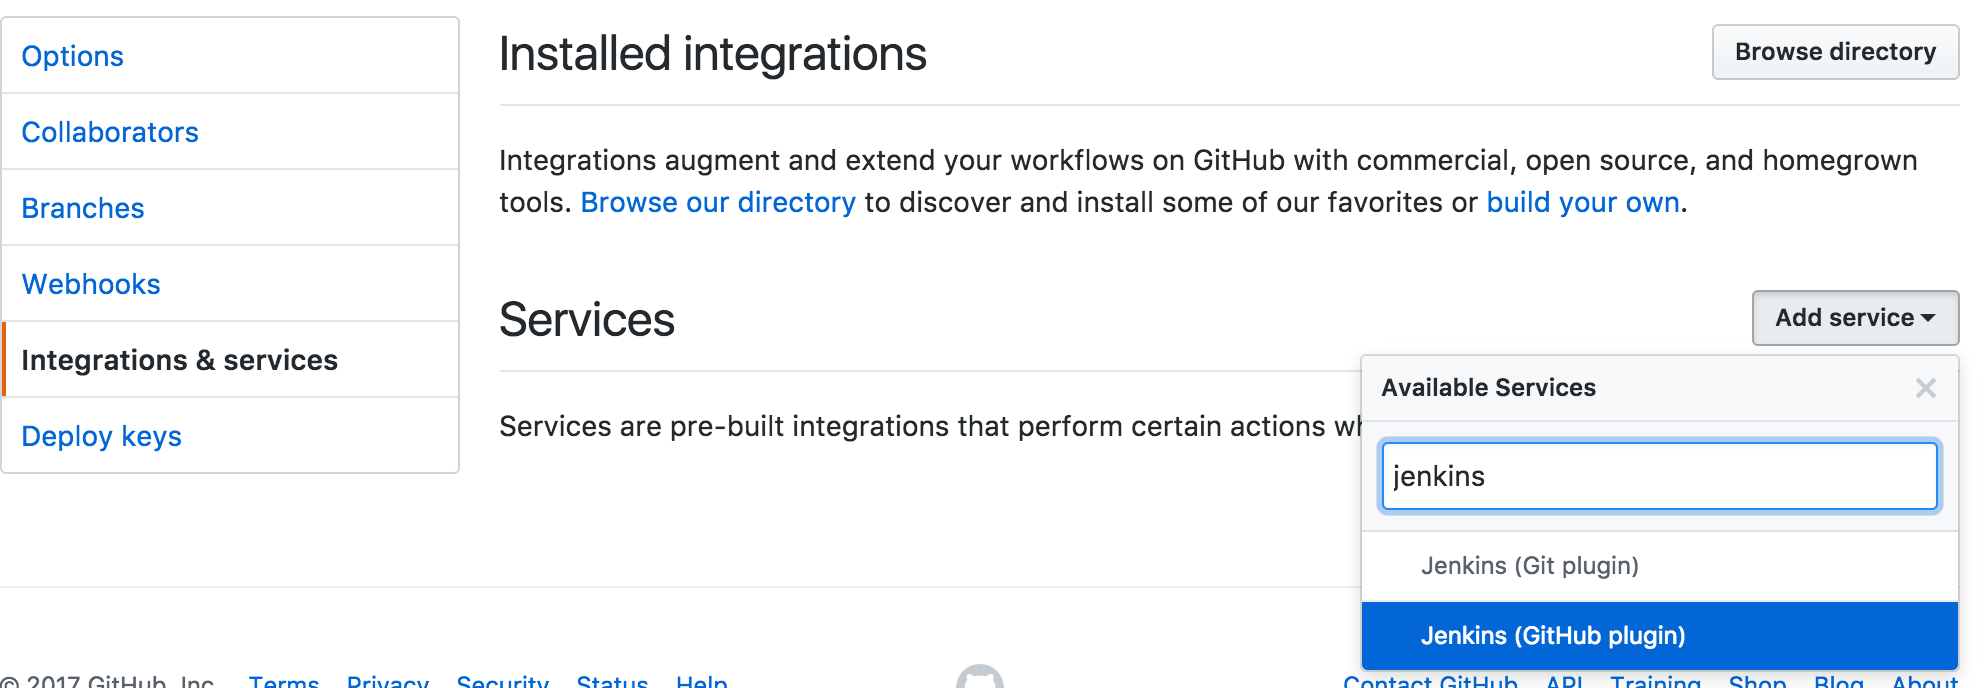 Options
Collaborators
Branches
Webhooks
Integrations & services
Deploy keys
Installed integrations
Browse directory
Integrations augment and extend your workflows on GitHub with commercial, open source, and homegrown
tools. Browse our directory to discover and install some of our favorites or build your own.
Services
Add service
Services are pre-built integrations that perform certain actions wh
Available Services
jenkins
Jenkins (Git plugin)
Jenkins (GitHub plugin)
© 2017 GitHub, Inc. Terms Privacy Security Status Help Contact GitHub API Training Shop Blog About